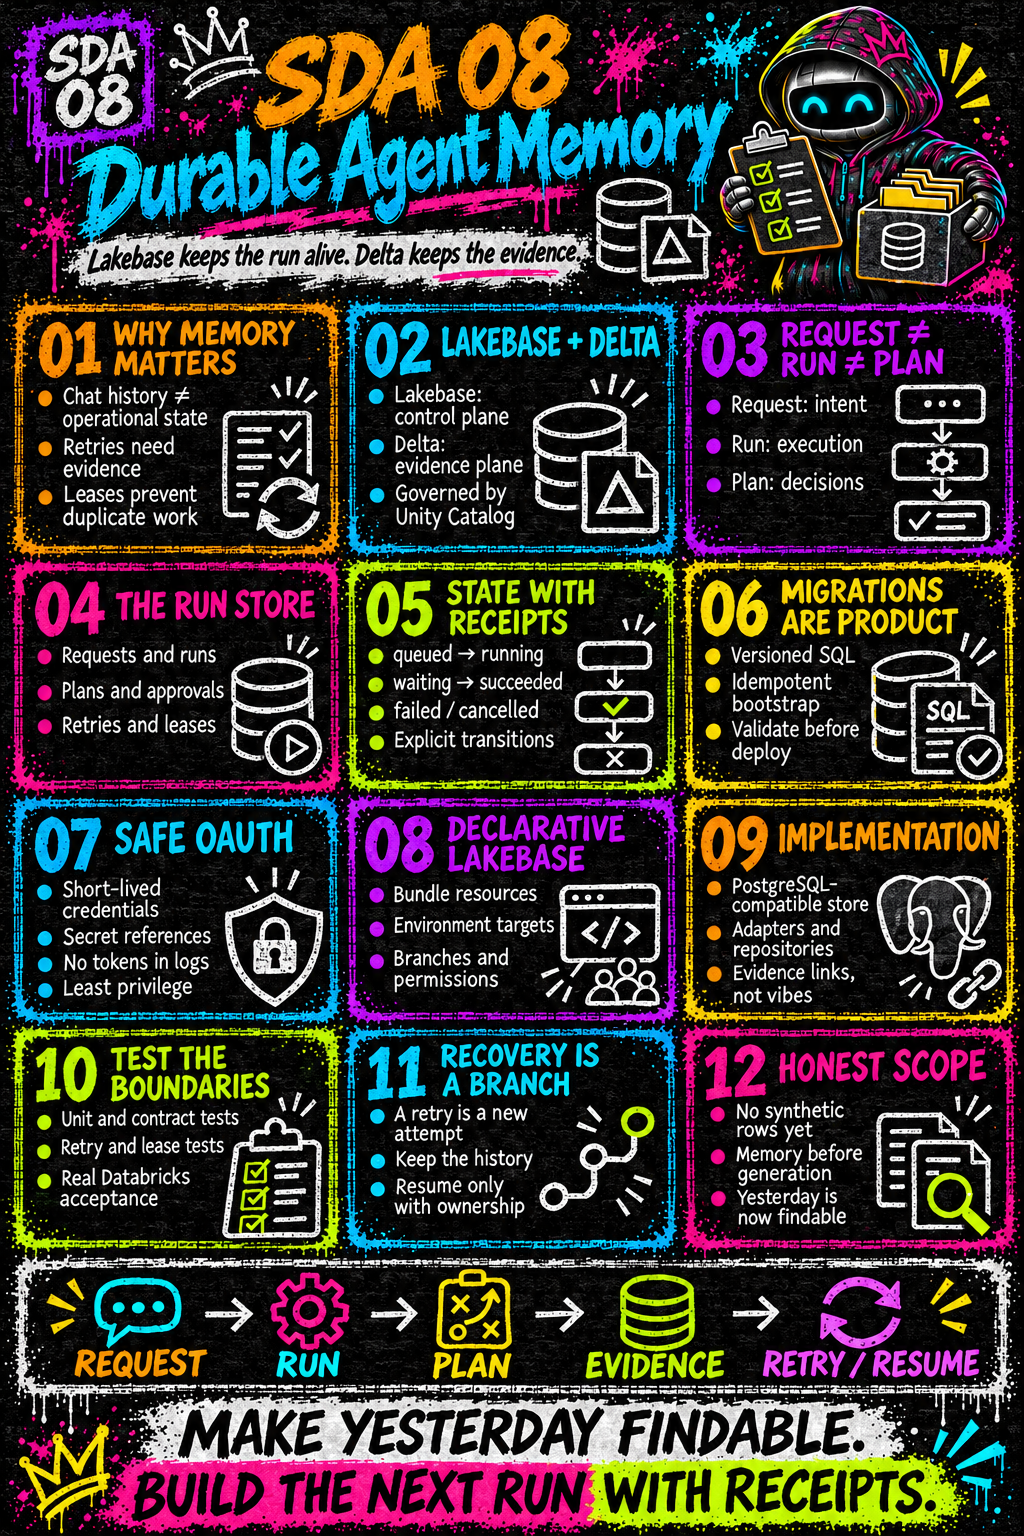 SDA
08
SDA 08
Durable Agent Memory
Lakebase keeps the run alive. Delta keeps the evidence.
01 WHY MEMORY
MATTERS
Chat history ≠
operational state
Retries need
evidence
Leases prevent
duplicate work
02 LAKEBASE + DELTA
Lakebase:
control plane
Delta:
evidence plane
Governed by
Unity Catalog
03 REQUEST ≠
RUN ≠ PLAN
Request: intent
Run: execution
Plan: decisions
04 THE RUN STORE
Requests and runs
Plans and approvals
Retries and leases
05 STATE WITH
RECEIPTS
queued → running
waiting → succeeded
failed / cancelled
Explicit transitions
06 MIGRATIONS
ARE PRODUCT
Versioned SQL
Idempotent
bootstrap
Validate before
deploy
SQL
07 SAFE OAUTH
Short-lived
credentials
Secret references
No tokens in logs
Least privilege
08 DECLARATIVE
LAKEBASE
Bundle resources
Environment targets
Branches and
permissions
</>
09 IMPLEMENTATION
PostgreSQL-
compatible store
Adapters and
repositories
Evidence links,
not vibes
10 TEST THE
BOUNDARIES
Unit and contract tests
Retry and lease tests
Real Databricks
acceptance
11 RECOVERY IS
A BRANCH
A retry is a new
attempt
Keep the history
Resume only
with ownership
12 HONEST SCOPE
No synthetic
rows yet
Memory before
generation
Yesterday is
now findable
REQUEST → RUN → PLAN → EVIDENCE → RETRY / RESUME
MAKE YESTERDAY FINDABLE.
BUILD THE NEXT RUN WITH RECEIPTS.